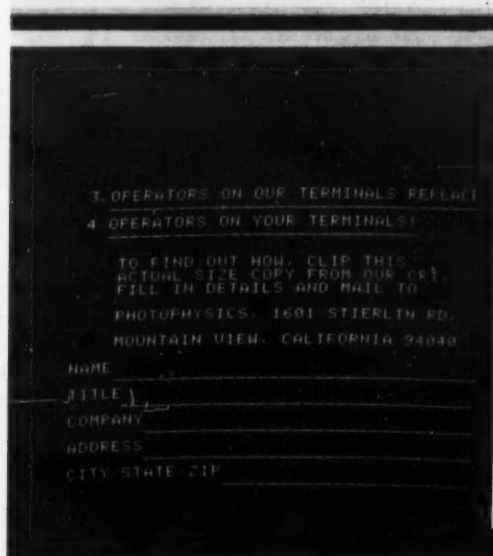 3. OPERATORS ON OUR TERMINALS REPLACE
4 OPERATORS ON YOUR TERMINALS!
TO FIND OUT HOW, CLIP THIS
ACTUAL SIZE COPY FROM OUR CRT,
FILL IN DETAILS AND MAIL TO
PHOTOPHYSICS, 1601 STIERLIN RD.
MOUNTAIN VIEW, CALIFORNIA 94040
NAME
TITLE
COMPANY
ADDRESS
CITY/STATE/ZIP